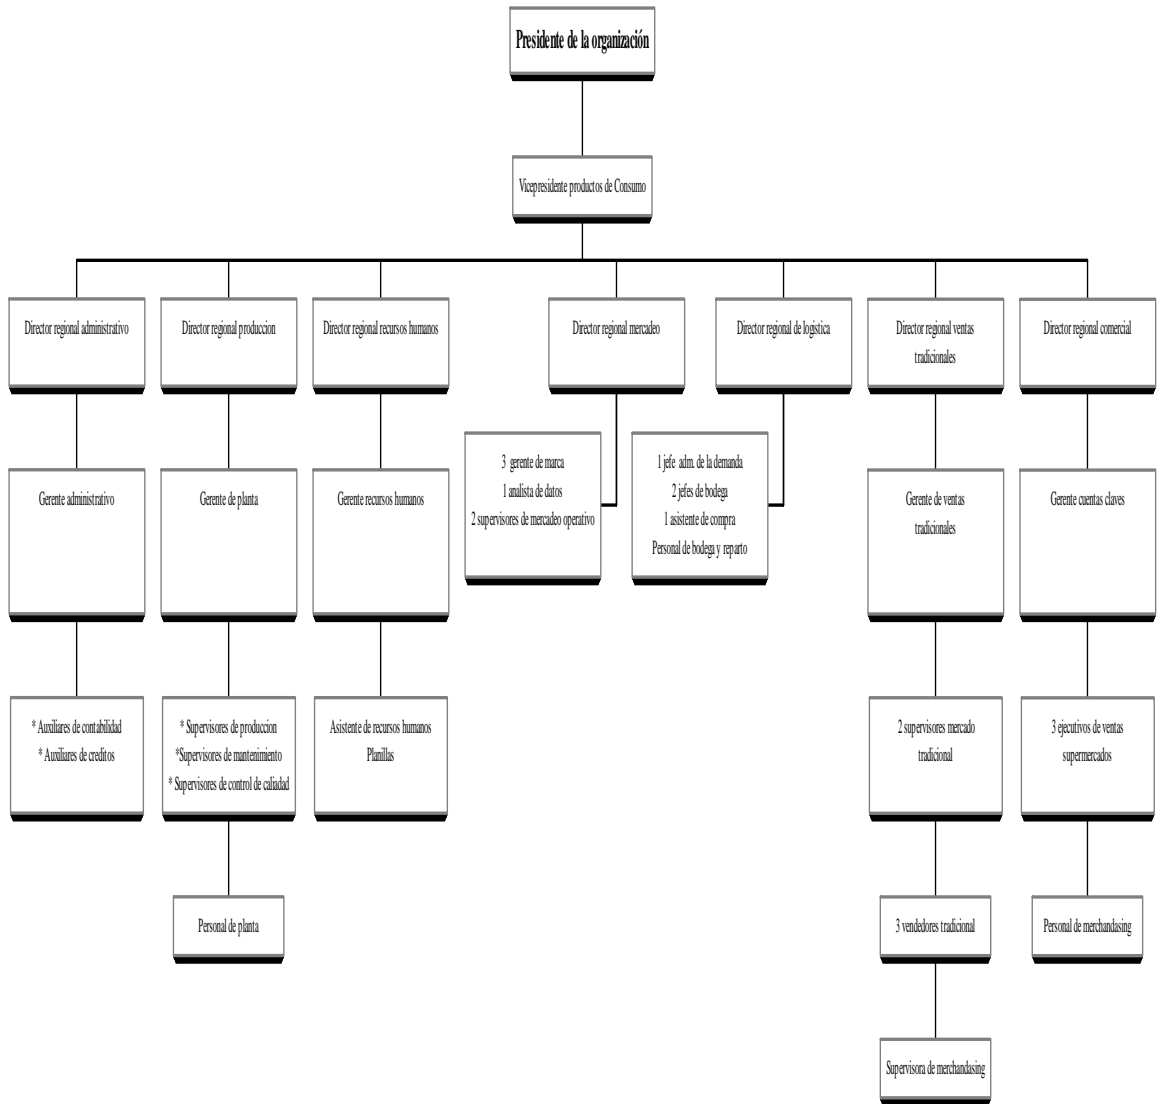 Presidente de la organización
Vicepresidente productos de Consumo
Director regional administrativo
Director regional produccion
Director regional recursos humanos
Director regional mercadeo
Director regional de logistica
Director regional ventas
tradicionales
Director regional comercial
3 gerente de marca
1 analista de datos
2 supervisores de mercadeo operativo
1 jefe adm. de la demanda
2 jefes de bodega
1 asistente de compra
Personal de bodega y reparto
Gerente administrativo
Gerente de planta
Gerente recursos humanos
Gerente de ventas
tradicionales
Gerente cuentas claves
* Auxiliares de contabilidad
* Auxiliares de creditos
* Supervisores de produccion
*Supervisores de mantenimiento
* Supervisores de control de caliadad
Asistente de recursos humanos
Planillas
2 supervisores mercado
tradicional
3 ejecutivos de ventas
supermercados
Personal de planta
3 vendedores tradicional
Personal de merchandasing
Supervisora de merchandasing